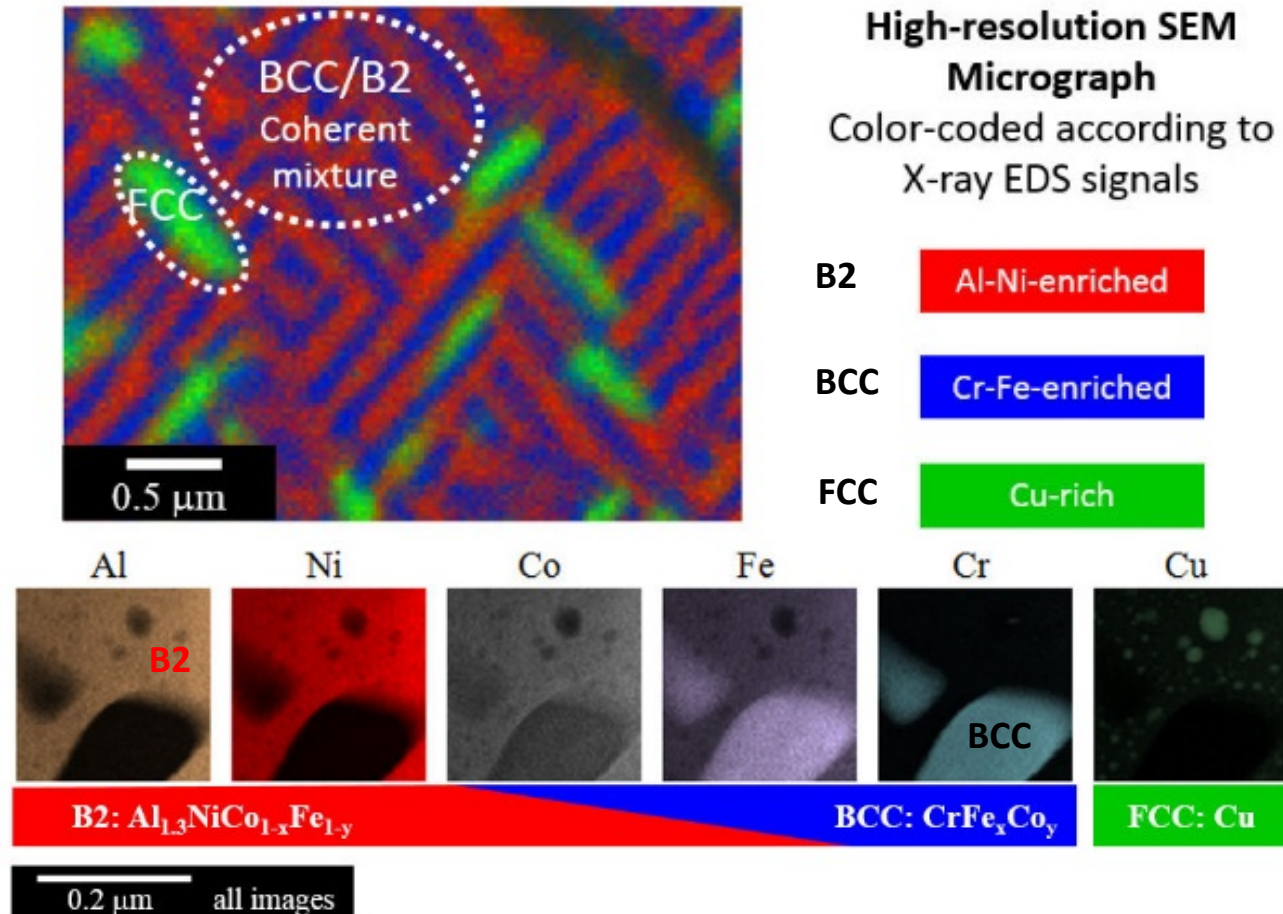 BCC/B2
Coherent
mixture
FCC
0.5 μm
High-resolution SEM
Micrograph
Color-coded according to
X-ray EDS signals
B2 Al-Ni-enriched
BCC Cr-Fe-enriched
FCC Cu-rich
Al Ni Co Fe Cr Cu
B2
BCC
B2: Al₁.₃NiCo₁₋ₓFe₁₋y BCC: CrFeₓCoy FCC: Cu
0.2 μm all images